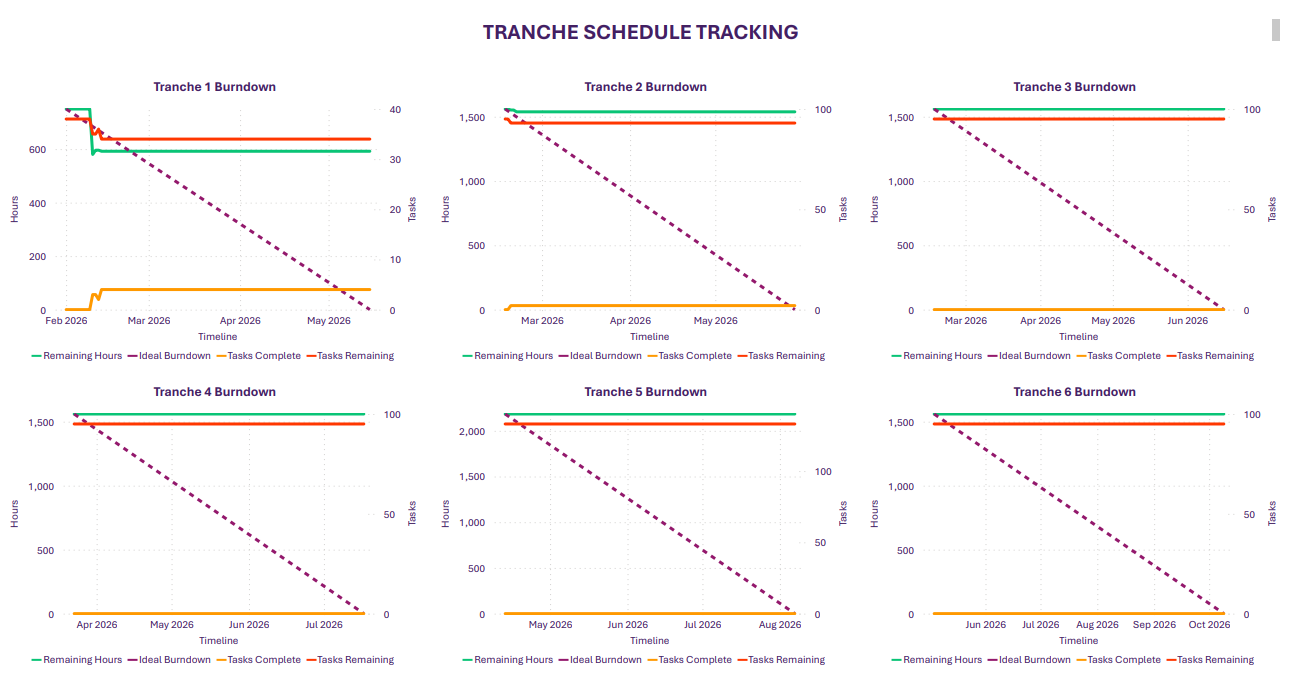 TRANCHE SCHEDULE TRACKING
Tranche 1 Burndown
600
400
200
0
Hours
40
30
20
10
0
Tasks
Feb 2026 Mar 2026 Apr 2026 May 2026
Timeline
Remaining Hours Ideal Burndown Tasks Complete Tasks Remaining
Tranche 2 Burndown
1,500
1,000
500
0
Hours
100
50
0
Tasks
Mar 2026 Apr 2026 May 2026
Timeline
Remaining Hours Ideal Burndown Tasks Complete Tasks Remaining
Tranche 3 Burndown
1,500
1,000
500
0
Hours
100
50
0
Tasks
Mar 2026 Apr 2026 May 2026 Jun 2026
Timeline
Remaining Hours Ideal Burndown Tasks Complete Tasks Remaining
Tranche 4 Burndown
1,500
1,000
500
0
Hours
100
50
0
Tasks
Apr 2026 May 2026 Jun 2026 Jul 2026
Timeline
Remaining Hours Ideal Burndown Tasks Complete Tasks Remaining
Tranche 5 Burndown
2,000
1,500
1,000
500
0
Hours
100
50
0
Tasks
May 2026 Jun 2026 Jul 2026 Aug 2026
Timeline
Remaining Hours Ideal Burndown Tasks Complete Tasks Remaining
Tranche 6 Burndown
1,500
1,000
500
0
Hours
100
50
0
Tasks
Jun 2026 Jul 2026 Aug 2026 Sep 2026 Oct 2026
Timeline
Remaining Hours Ideal Burndown Tasks Complete Tasks Remaining